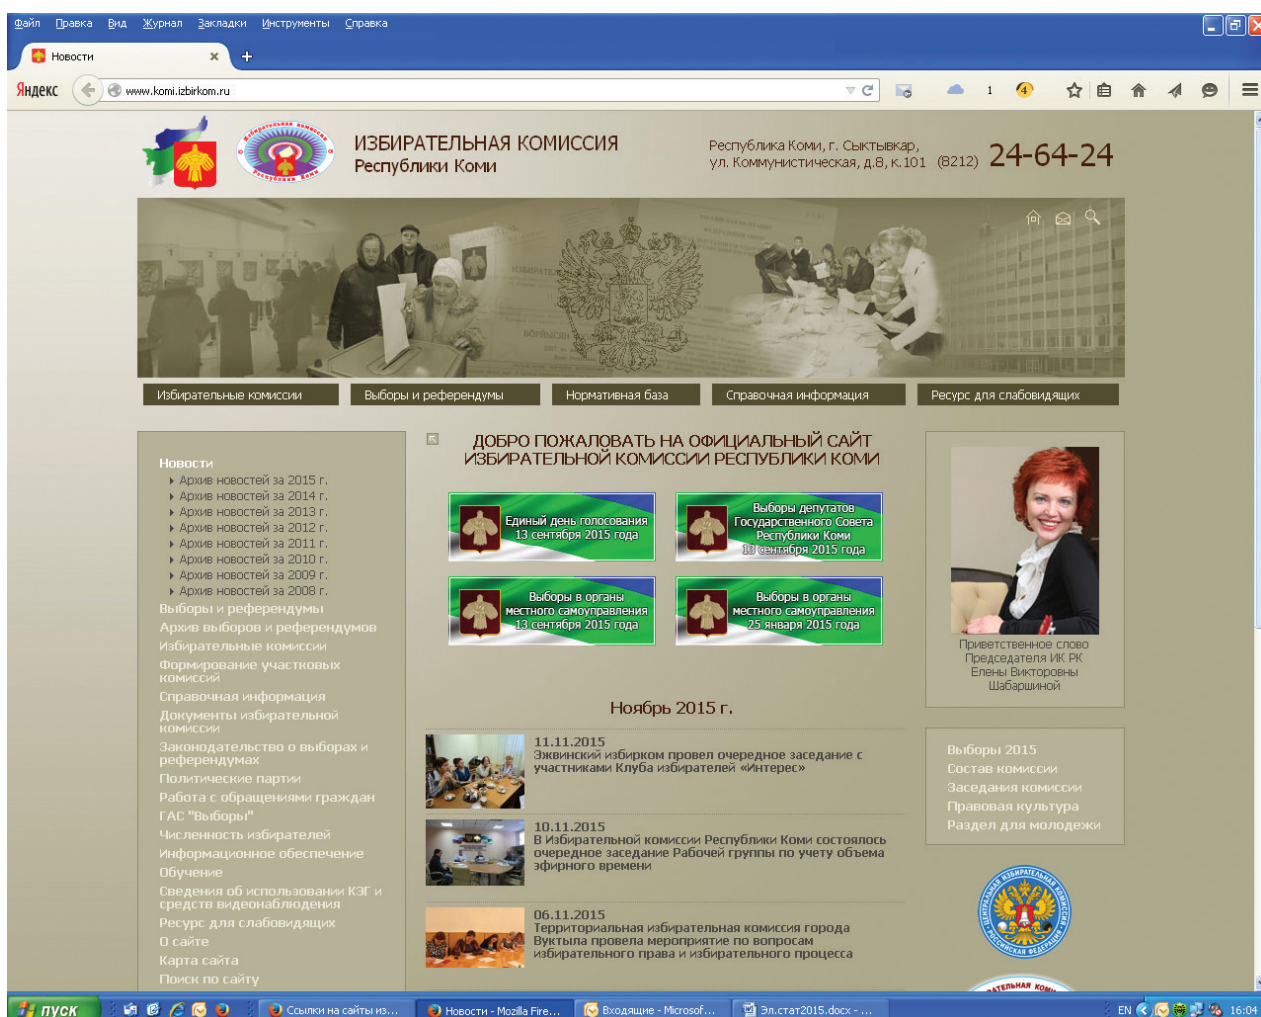 Файл Правка Вид Журнал Закладки Инструменты Справка
Новости
Яндекс www.komi.izbirkom.ru 1 4
ИЗБИРАТЕЛЬНАЯ КОМИССИЯ
Республики Коми
Республика Коми, г. Сыктывкар,
ул. Коммунистическая, д.8, к.101 (8212) 24-64-24
Избирательные комиссии
Выборы и референдумы
Нормативная база
Справочная информация
Ресурс для слабовидящих
Новости
Архив новостей за 2015 г.
Архив новостей за 2014 г.
Архив новостей за 2013 г.
Архив новостей за 2012 г.
Архив новостей за 2011 г.
Архив новостей за 2010 г.
Архив новостей за 2009 г.
Архив новостей за 2008 г.
Выборы и референдумы
Архив выборов и референдумов
Избирательные комиссии
Формирование участковых
комиссий
Справочная информация
Документы избирательной
комиссии
Законодательство о выборах и
референдумах
Политические партии
Работа с обращениями граждан
ГАС "Выборы"
Численность избирателей
Информационное обеспечение
Обучение
Сведения об использовании КЭГ и
средств видеонаблюдения
Ресурс для слабовидящих
О сайте
Карта сайта
Поиск по сайту
ДОБРО ПОЖАЛОВАТЬ НА ОФИЦИАЛЬНЫЙ САЙТ
ИЗБИРАТЕЛЬНОЙ КОМИССИИ РЕСПУБЛИКИ КОМИ
Единый день голосования
13 сентября 2015 года
Выборы депутатов
Государственного Совета
Республики Коми
13 сентября 2015 года
Выборы в органы
местного самоуправления
13 сентября 2015 года
Выборы в органы
местного самоуправления
25 января 2015 года
Ноябрь 2015 г.
11.11.2015
Эжвинский избирком провел очередное заседание с
участниками Клуба избирателей «Интерес»
10.11.2015
В Избирательной комиссии Республики Коми состоялось
очередное заседание Рабочей группы по учету объема
эфирного времени
06.11.2015
Территориальная избирательная комиссия города
Вуктыла провела мероприятие по вопросам
избирательного права и избирательного процесса
Приветственное слово
Председателя ИК РК
Елены Викторовны
Шабаршиной
Выборы 2015
Состав комиссии
Заседания комиссии
Правовая культура
Раздел для молодежи
ЦЕНТРАЛЬНАЯ ИЗБИРАТЕЛЬНАЯ КОМИССИЯ
РОССИЙСКАЯ ФЕДЕРАЦИЯ
пуск
Ссылки на сайты из...
Новости - Mozilla Fire...
Входящие - Microsof...
Эл.стат2015.docx - ...
EN 16:04